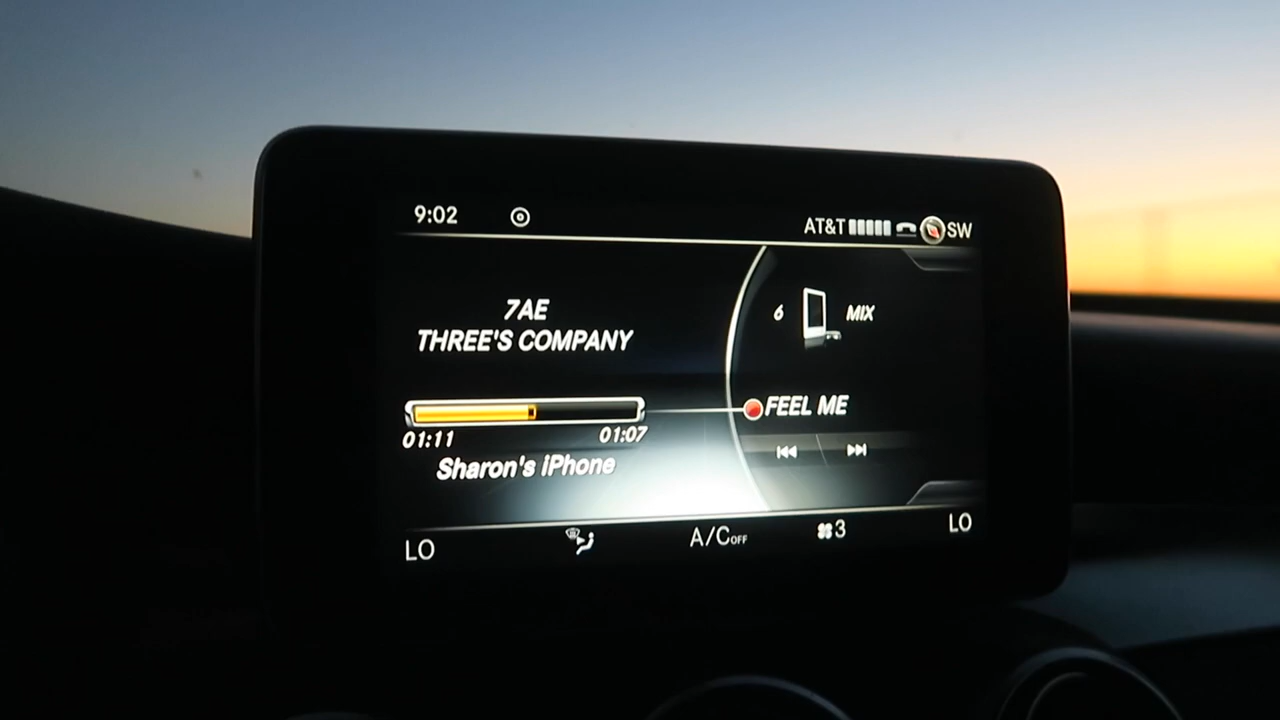 9:02
AT&T SW
7AE
THREE'S COMPANY
6 MIX
FEEL ME
01:11 01:07
Sharon's iPhone
LO A/C OFF 3 LO